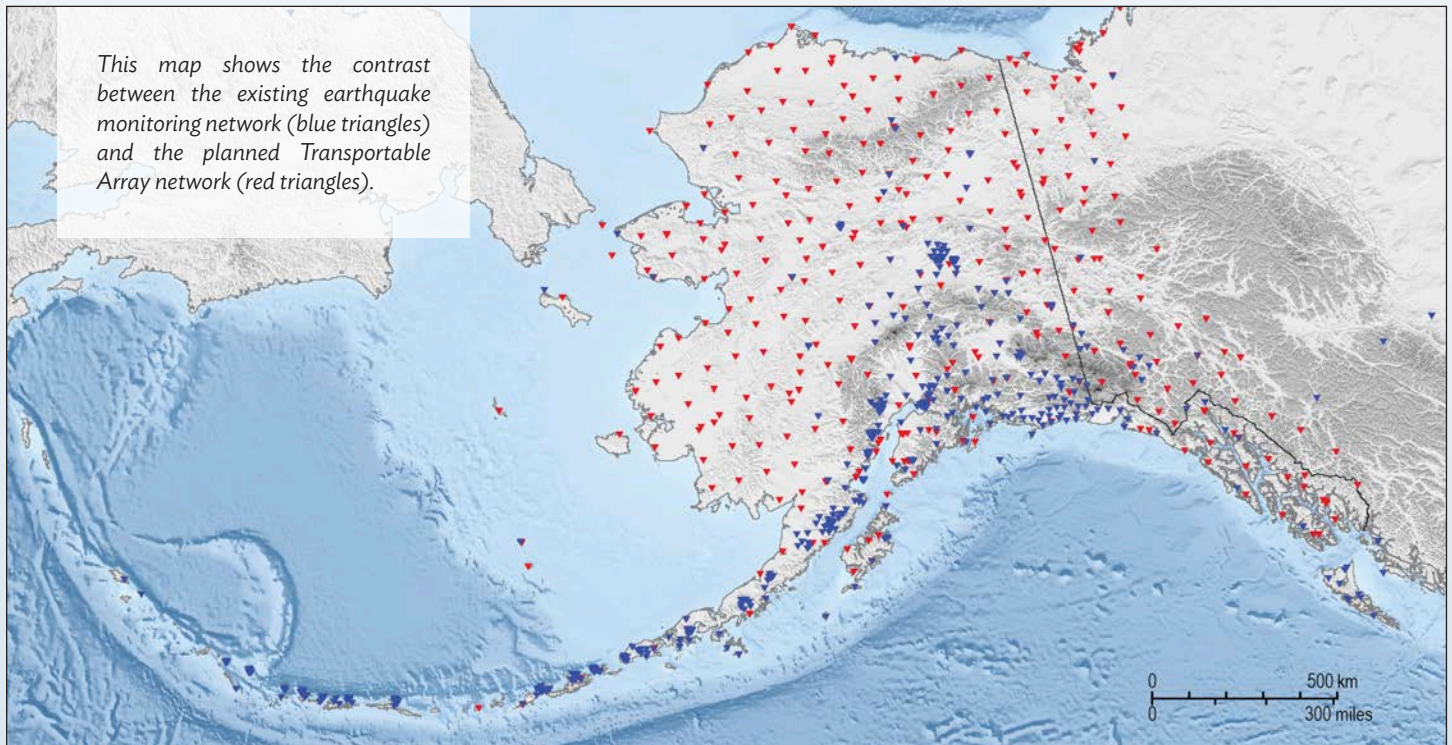 This map shows the contrast
between the existing earthquake
monitoring network (blue triangles)
and the planned Transportable
Array network (red triangles).
0 500 km
0 300 miles